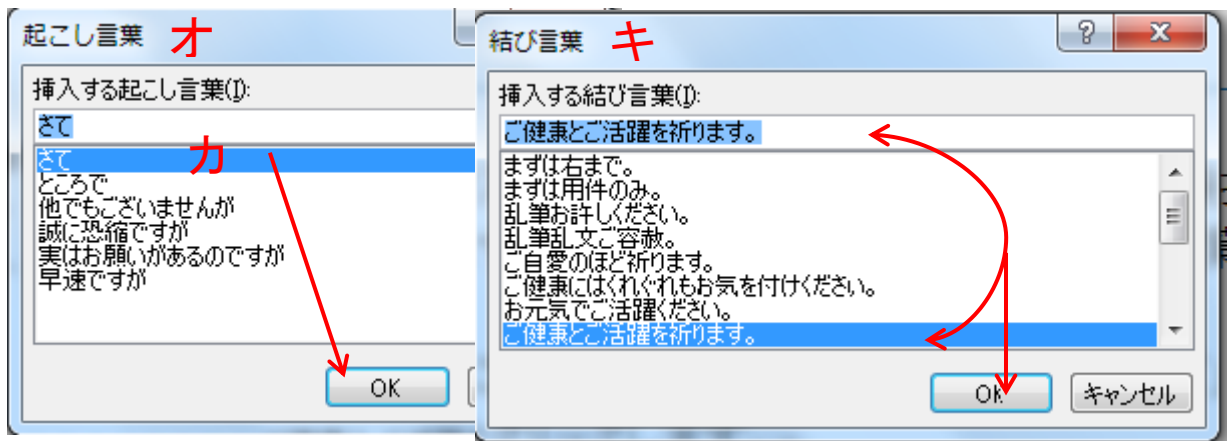 起こし言葉 オ
挿入する起こし言葉(I):
さて
さて カ
ところで
他でもございませんが
誠に恐縮ですが
実はお願いがあるのですが
早速ですが
OK
結び言葉 キ
挿入する結び言葉(I):
ご健康とご活躍を祈ります。
まずは右まで。
まずは用件のみ。
乱筆お許しください。
乱筆乱文ご容赦。
ご自愛のほど祈ります。
ご健康にはくれぐれもお気を付けください。
お元気でご活躍ください。
ご健康とご活躍を祈ります。
OK
キャンセル